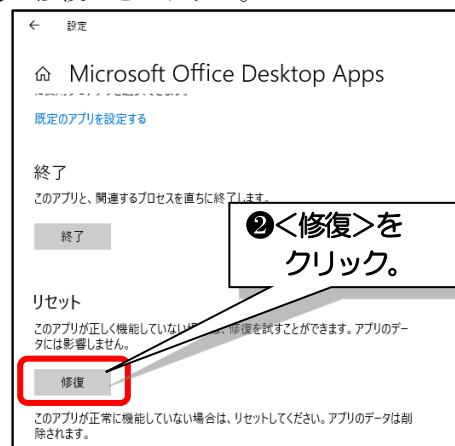 ← 設定
Microsoft Office Desktop Apps
既定のアプリを設定する
終了
このアプリと、関連するプロセスを直ちに終了します。
終了
❷<修復>を
クリック。
リセット
このアプリが正しく機能していない場合は、修復を試すことができます。アプリのデー
タには影響しません。
修復
このアプリが正常に機能していない場合は、リセットしてください。アプリのデータは削
除されます。